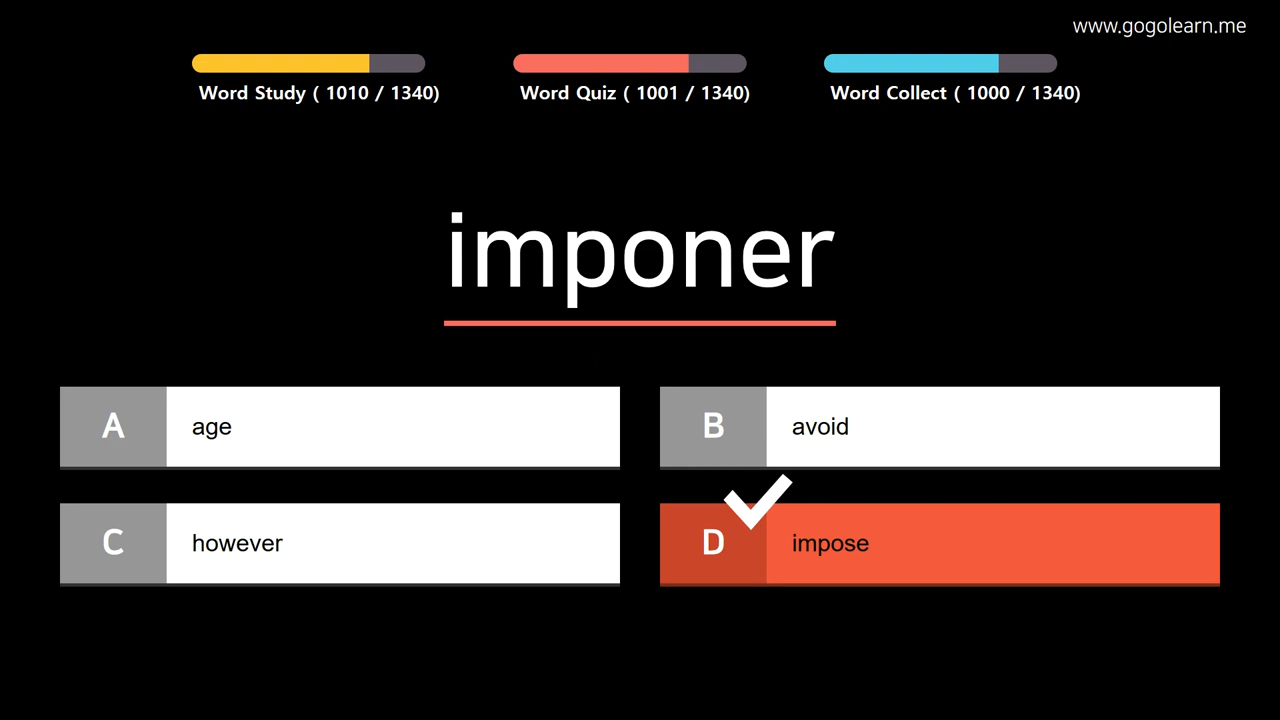 www.gogolearn.me
Word Study ( 1010 / 1340)
Word Quiz ( 1001 / 1340)
Word Collect ( 1000 / 1340)
imponer
A age
B avoid
C however
D impose